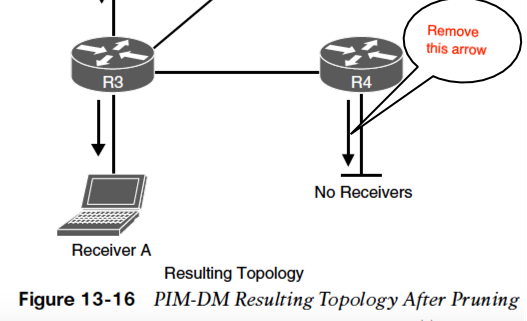 Remove
this arrow
R3
R4
No Receivers
Receiver A
Resulting Topology
Figure 13-16 PIM-DM Resulting Topology After Pruning